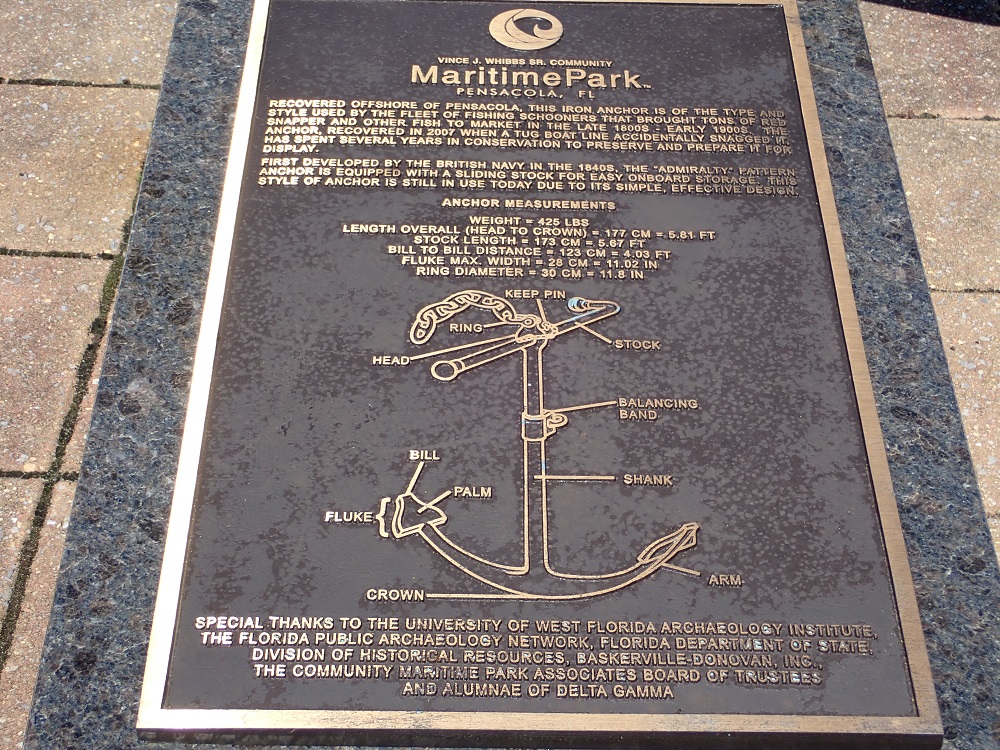 VINCE J. WHIBBS SR. COMMUNITY
MaritimePark™
PENSACOLA, FL
RECOVERED OFFSHORE OF PENSACOLA, THIS IRON ANCHOR IS OF THE TYPE AND
STYLE USED BY THE FLEET OF FISHING SCHOONERS THAT BROUGHT TONS OF RED
SNAPPER AND OTHER FISH TO MARKET IN THE LATE 1800S - EARLY 1900S. THE
ANCHOR, RECOVERED IN 2007 WHEN A TUG BOAT LINE ACCIDENTALLY SNAGGED IT,
HAS SPENT SEVERAL YEARS IN CONSERVATION TO PRESERVE AND PREPARE IT FOR
DISPLAY.
FIRST DEVELOPED BY THE BRITISH NAVY IN THE 1840S, THE "ADMIRALTY" PATTERN
ANCHOR IS EQUIPPED WITH A SLIDING STOCK FOR EASY ONBOARD STORAGE. THIS
STYLE OF ANCHOR IS STILL IN USE TODAY DUE TO ITS SIMPLE, EFFECTIVE DESIGN.
ANCHOR MEASUREMENTS
WEIGHT = 425 LBS
LENGTH OVERALL (HEAD TO CROWN) = 177 CM = 5.81 FT
STOCK LENGTH = 173 CM = 5.67 FT
BILL TO BILL DISTANCE = 123 CM = 4.03 FT
FLUKE MAX. WIDTH = 28 CM = 11.02 IN
RING DIAMETER = 30 CM = 11.8 IN
KEEP PIN
RING
STOCK
HEAD
BALANCING
BAND
BILL
SHANK
PALM
FLUKE
ARM
CROWN
SPECIAL THANKS TO THE UNIVERSITY OF WEST FLORIDA ARCHAEOLOGY INSTITUTE,
THE FLORIDA PUBLIC ARCHAEOLOGY NETWORK, FLORIDA DEPARTMENT OF STATE,
DIVISION OF HISTORICAL RESOURCES, BASKERVILLE-DONOVAN, INC.,
THE COMMUNITY MARITIME PARK ASSOCIATES BOARD OF TRUSTEES
AND ALUMNAE OF DELTA GAMMA